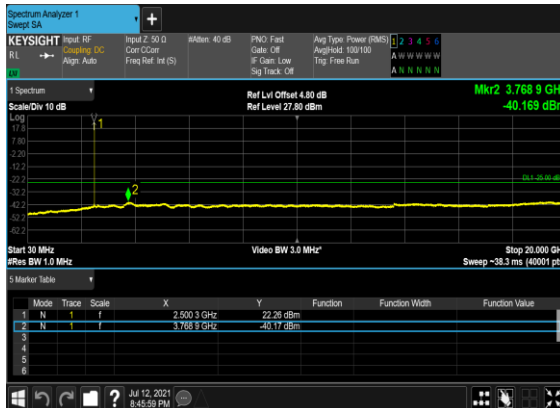 Spectrum Analyzer 1
Swept SA
+
KEYSIGHT Input: RF Input Z: 50 Ω #Atten: 40 dB PNO: Fast Avg Type: Power (RMS) 1 2 3 4 5 6
RL Coupling: DC Corr CCorr Gate: Off Avg|Hold: 100/100 A W W W W W
Align: Auto Freq Ref: Int (S) IF Gain: Low Trig: Free Run
Sig Track: Off A N N N N N
LXI
1 Spectrum Ref Lvl Offset 4.80 dB Mkr2 3.768 9 GHz
Scale/Div 10 dB Ref Level 27.80 dBm -40.169 dBm
Log
17.8
7.80
-2.20
-12.2
-22.2
-32.2
-42.2
-52.2
-62.2
1
2
DL1 -25.00 dB
Start 30 MHz Video BW 3.0 MHz* Stop 20.000 GH
#Res BW 1.0 MHz Sweep ~38.3 ms (40001 pt
5 Marker Table
Mode Trace Scale X Y Function Function Width Function Value
1 N 1 f 2.500 3 GHz 22.26 dBm
2 N 1 f 3.768 9 GHz -40.17 dBm
3
4
5
6
? Jul 12, 2021
8:45:59 PM